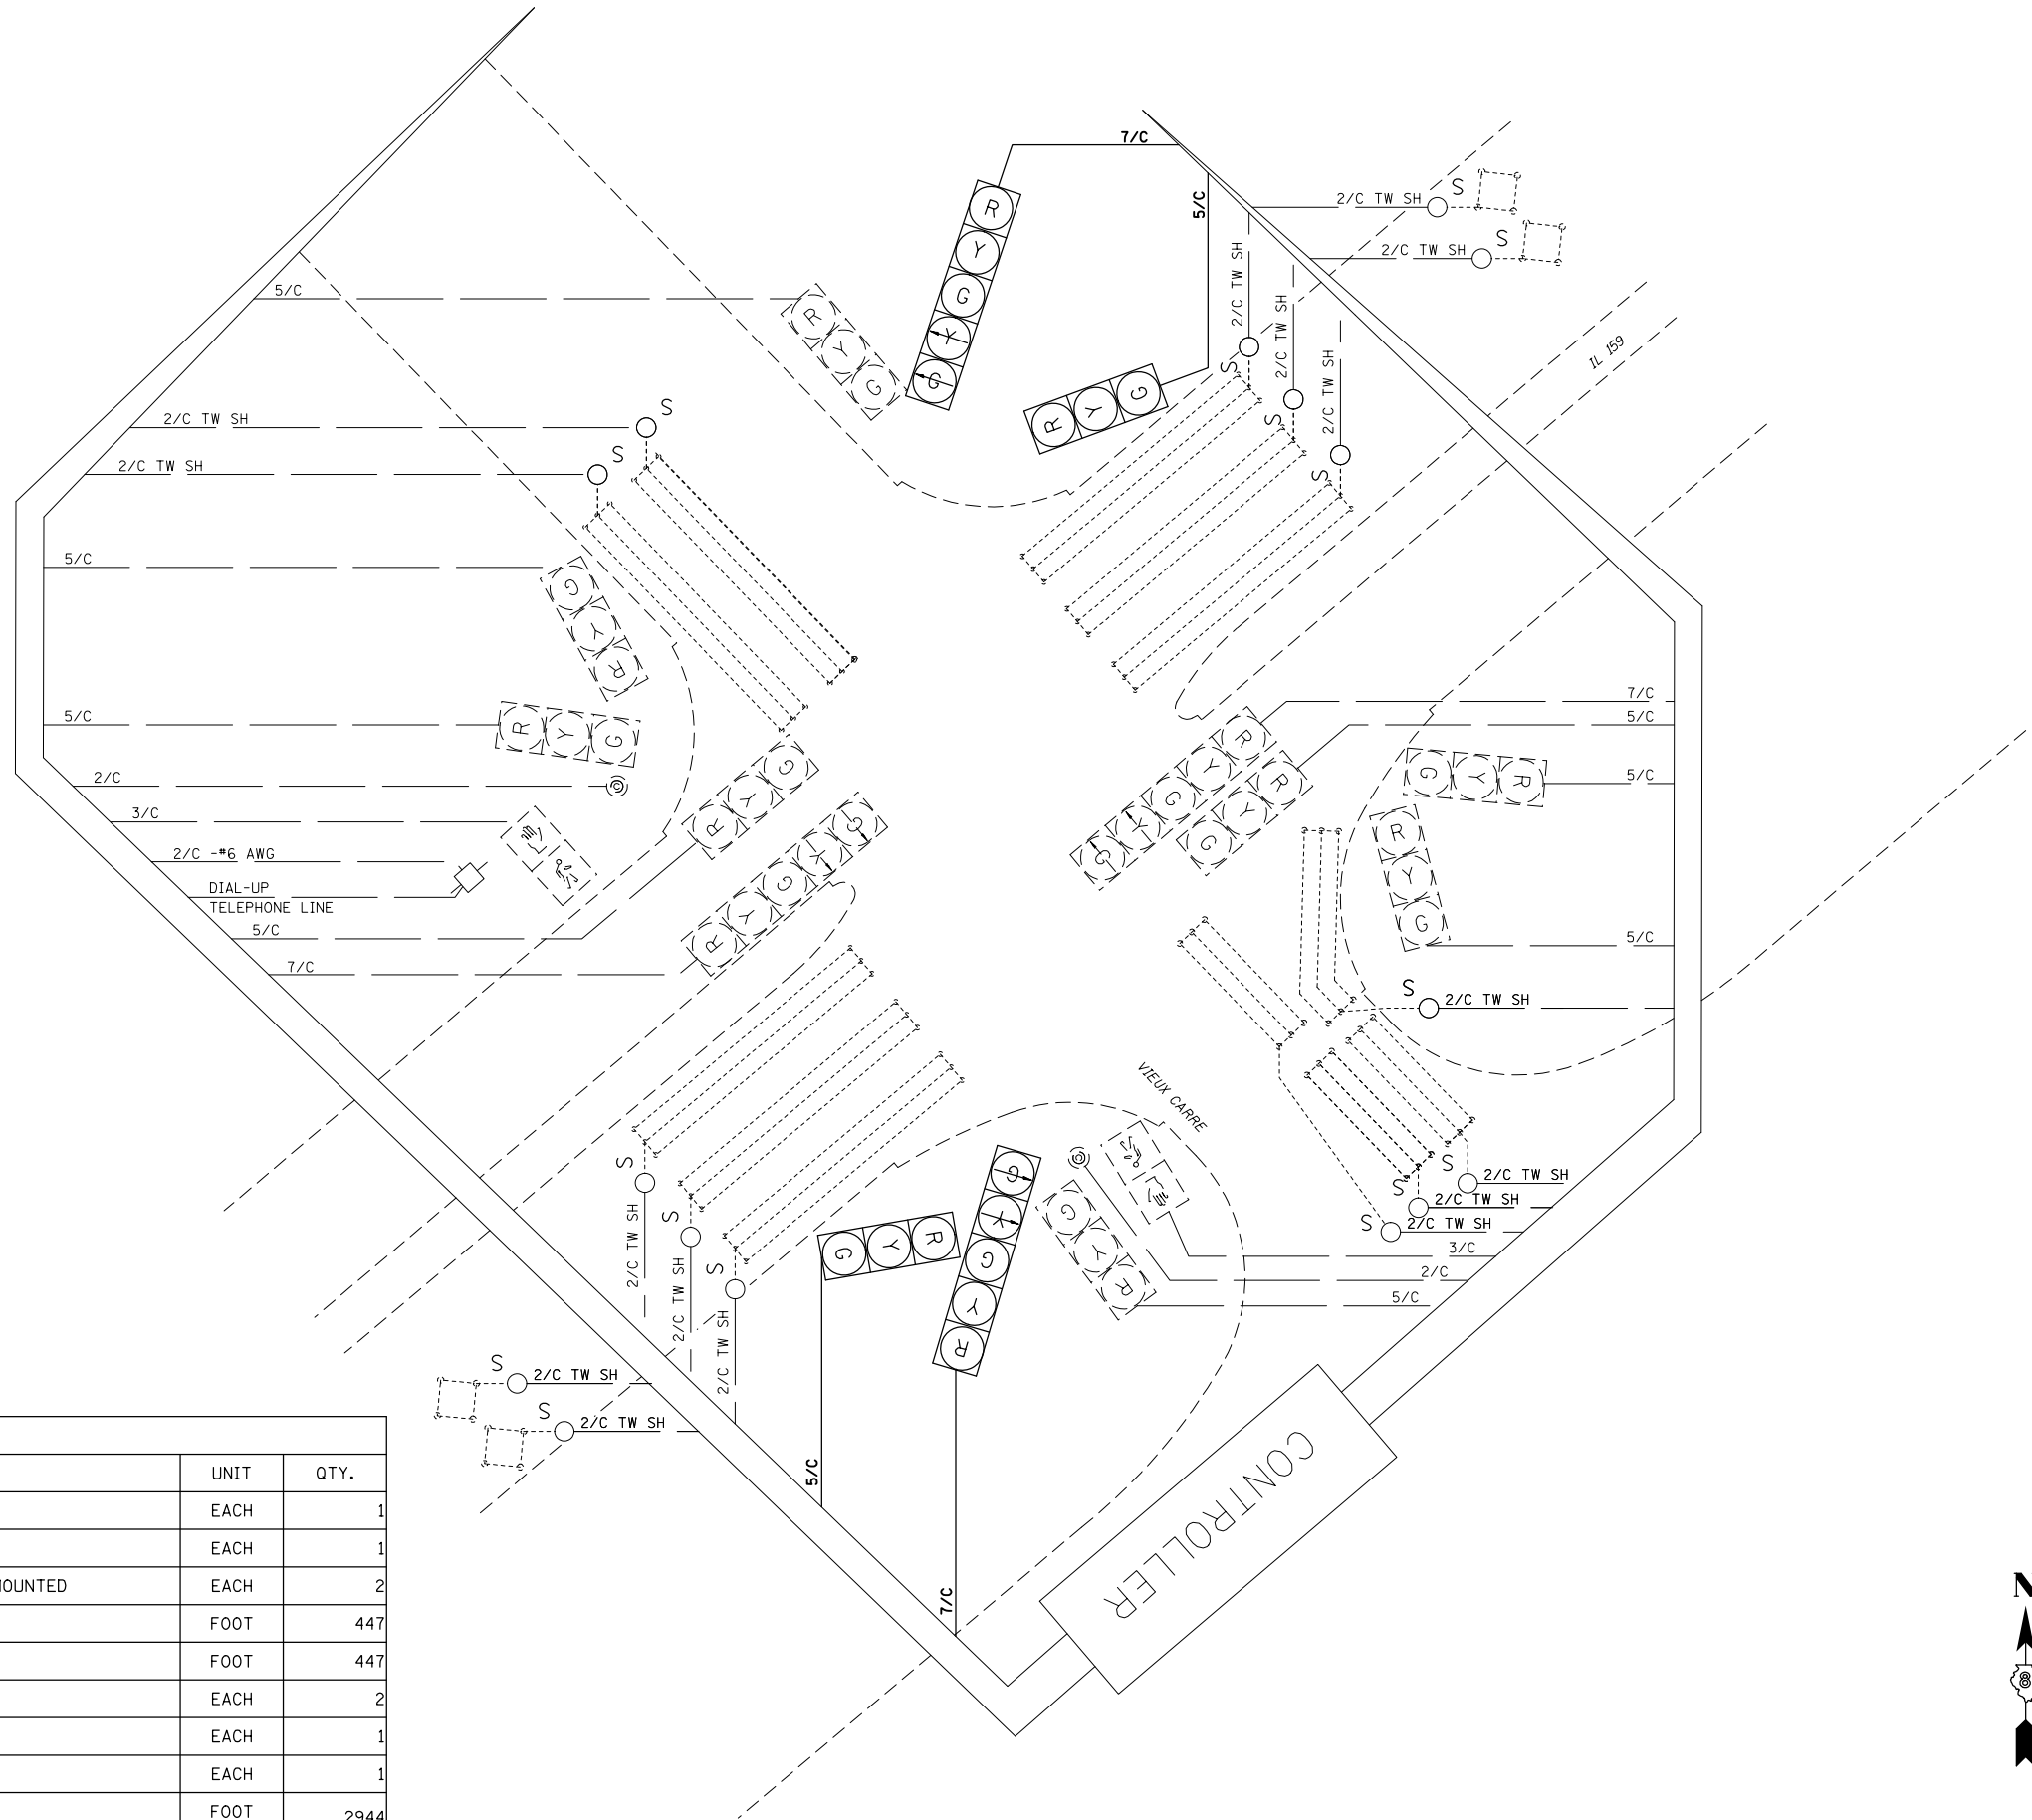 7/C
5/C
2/C TW SH
S
2/C TW SH
S
R
Y
G
Y
G
5/C
R
Y
G
2/C TW SH
2/C TW SH
2/C TW SH
S
S
S
IL 159
R Y G
2/C TW SH
S
2/C TW SH
S
5/C
G
Y
R
5/C
R Y G
2/C
3/C
2/C -#6 AWG
DIAL-UP
TELEPHONE LINE
5/C
7/C
R Y G
R Y G Y G
7/C
5/C
5/C
R
Y
G
Y
G
R
Y
G
G Y R
R
Y
G
5/C
S
2/C TW SH
VIEUX CARRE
S
2/C TW SH
S
2/C TW SH
S
2/C TW SH
3/C
2/C
5/C
G
Y
R
G
Y
G
Y
R
G Y R
S
S
S
2/C TW SH
2/C TW SH
2/C TW SH
S
2/C TW SH
S
2/C TW SH
5/C
7/C
CONTROLLER
UNIT QTY.
EACH 1
EACH 1
OUNTED EACH 2
FOOT 447
FOOT 447
EACH 2
EACH 1
EACH 1
FOOT 2944
N
8